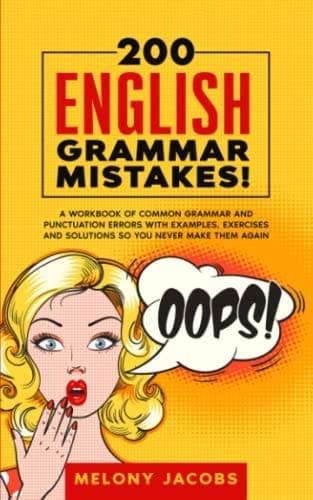 200
ENGLISH
GRAMMAR
MISTAKES!
A WORKBOOK OF COMMON GRAMMAR AND
PUNCTUATION ERRORS WITH EXAMPLES, EXERCISES
AND SOLUTIONS SO YOU NEVER MAKE THEM AGAIN
OOPS!
MELONY JACOBS